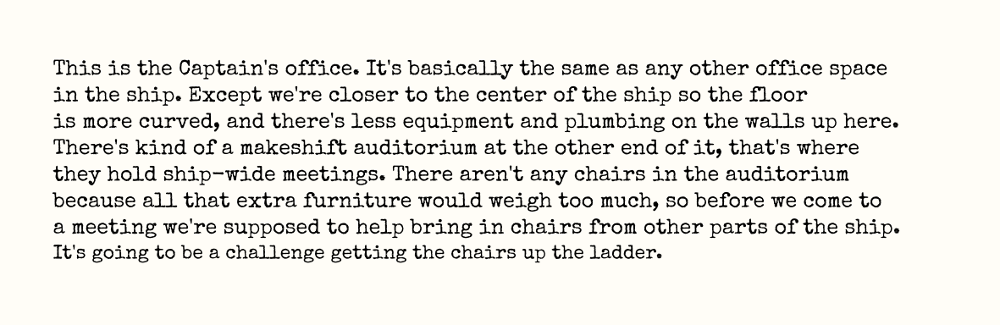 This is the Captain's office. It's basically the same as any other office space
in the ship. Except we're closer to the center of the ship so the floor
is more curved, and there's less equipment and plumbing on the walls up here.
There's kind of a makeshift auditorium at the other end of it, that's where
they hold ship-wide meetings. There aren't any chairs in the auditorium
because all that extra furniture would weigh too much, so before we come to
a meeting we're supposed to help bring in chairs from other parts of the ship.
It's going to be a challenge getting the chairs up the ladder.